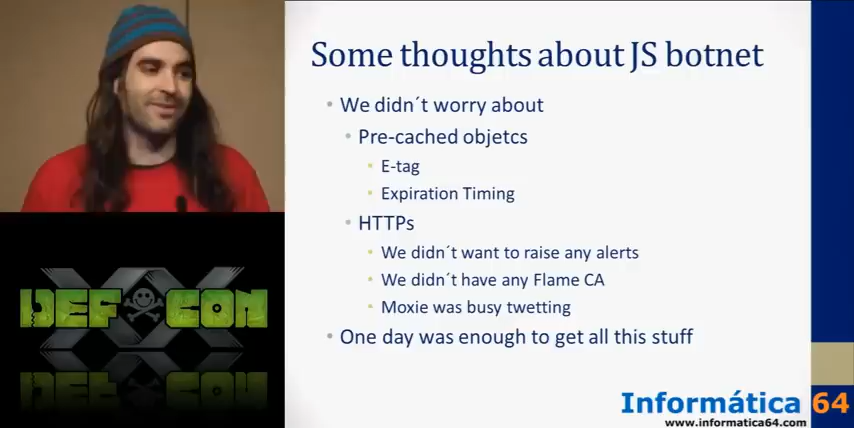 Some thoughts about JS botnet
• We didn´t worry about
• Pre-cached objetcs
• E-tag
• Expiration Timing
• HTTPs
• We didn´t want to raise any alerts
• We didn´t have any Flame CA
• Moxie was busy twetting
• One day was enough to get all this stuff
XX
DEF CON
Informática 64
www.informatica64.com